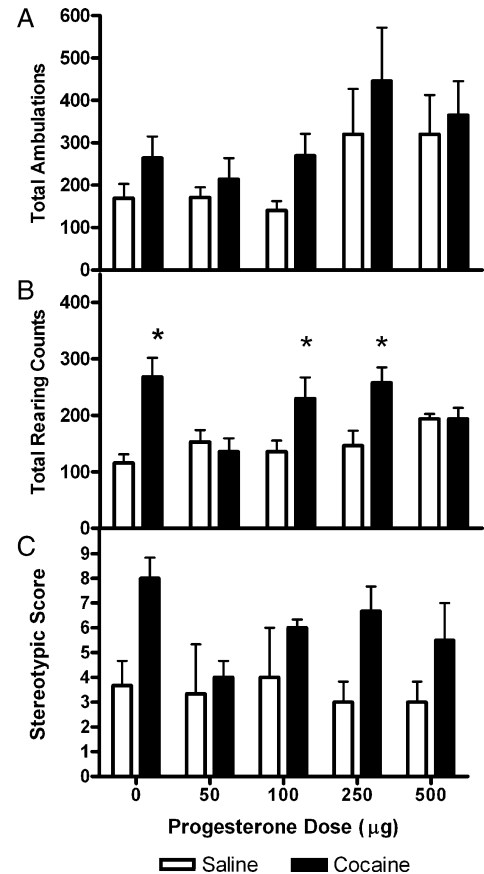 A
600
500
400
300
200
100
0
Total Ambulations
B
400
300
200
100
0
Total Rearing Counts
* * *
C
9
8
7
6
5
4
3
2
1
0
Stereotypic Score
0 50 100 250 500
Progesterone Dose (μg)
Saline Cocaine